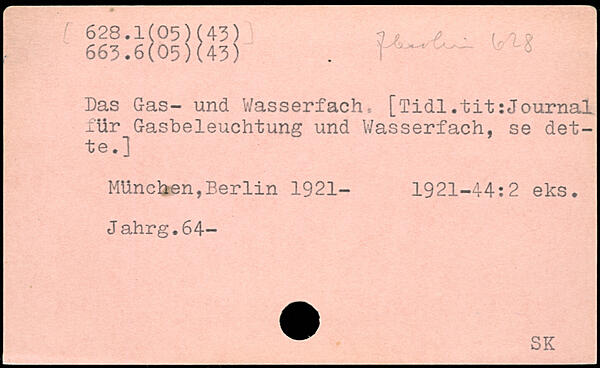 [ 628.1(05)(43) ]
663.6(05)(43)
628
Das Gas- und Wasserfach. [Tidl.tit:Journal
für Gasbeleuchtung und Wasserfach, se det-
te.]
München,Berlin 1921- 1921-44:2 eks.
Jahrg.64-
SK